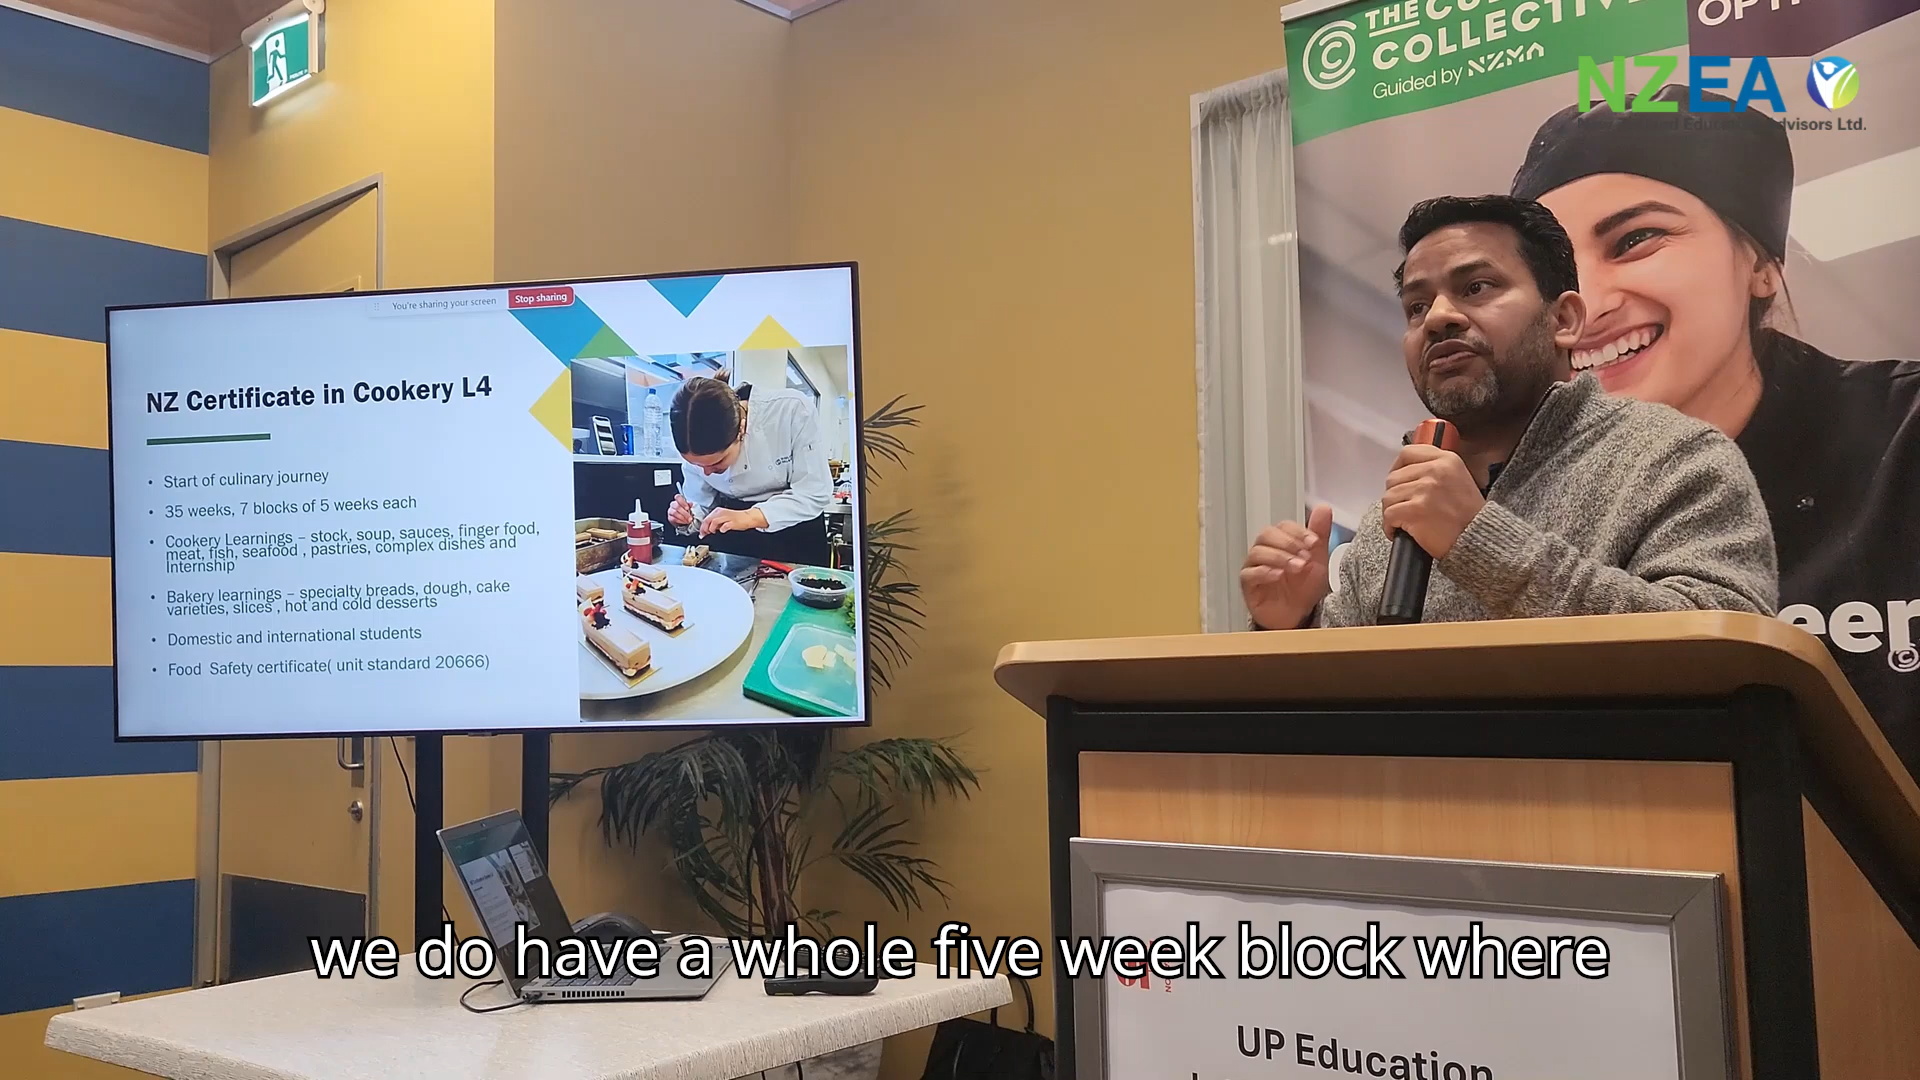 THE
COLLECTIVE
Guided by NZMA
NZEA
Advisors Ltd.
You're sharing your screen
Stop sharing
NZ Certificate in Cookery L4
• Start of culinary journey
• 35 weeks, 7 blocks of 5 weeks each
• Cookery Learnings – stock, soup, sauces, finger food,
meat, fish, seafood , pastries, complex dishes and
Internship
• Bakery learnings – specialty breads, dough, cake
varieties, slices , hot and cold desserts
• Domestic and international students
• Food Safety certificate( unit standard 20666)
we do have a whole five week block where
UP Education